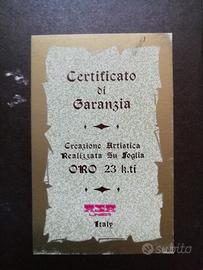 Certificato
di
Garanzia
Creazione Artistica
Realizzata Su Foglia
ORO 23 k.ti
Italy
subito